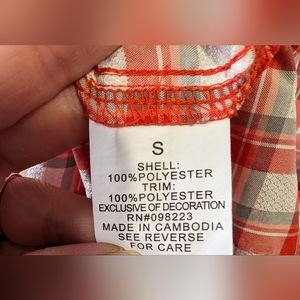 S
SHELL:
100%POLYESTER
TRIM:
100%POLYESTER
EXCLUSIVE OF DECORATION
RN#098223
MADE IN CAMBODIA
SEE REVERSE
FOR CARE